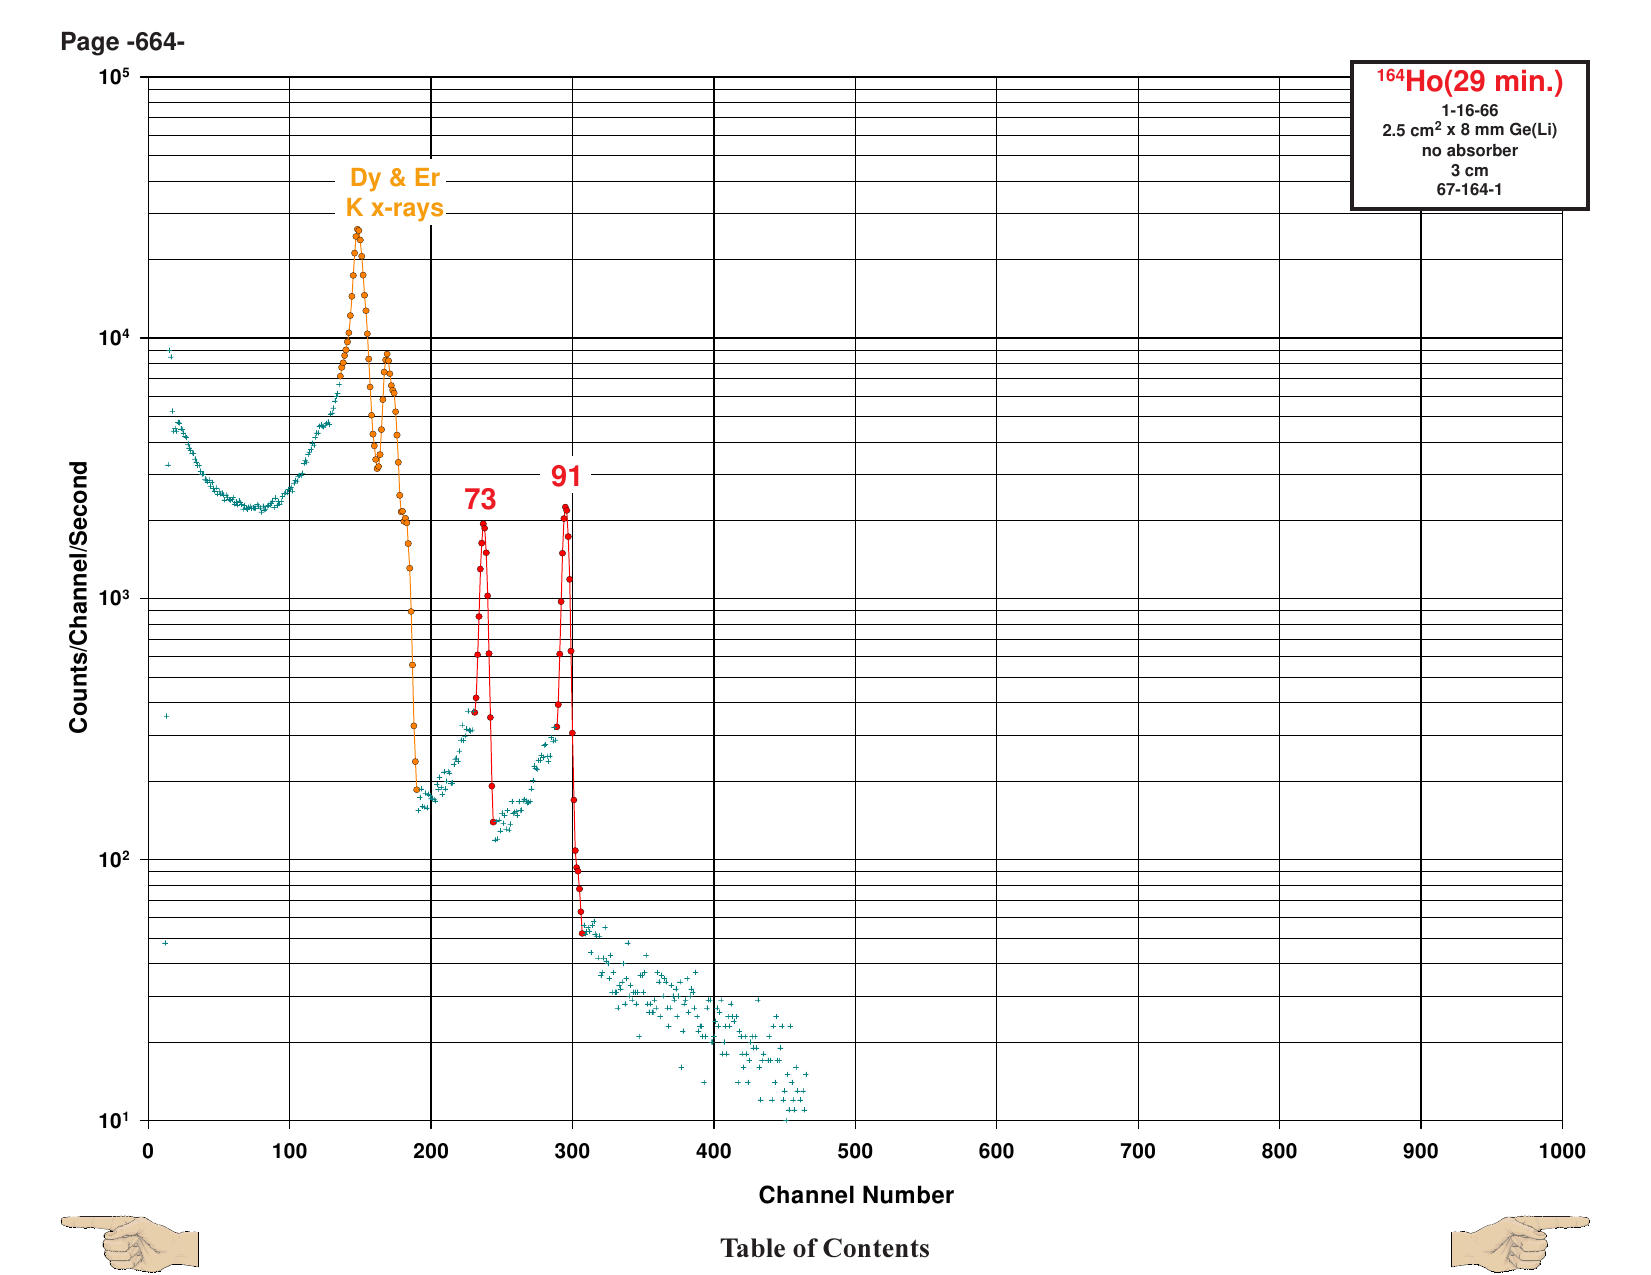 Page -664-
10⁵
¹⁶⁴Ho(29 min.)
1-16-66
2.5 cm² x 8 mm Ge(Li)
no absorber
3 cm
67-164-1
Dy & Er
K x-rays
10⁴
91
73
Counts/Channel/Second
10³
10²
10¹
0 100 200 300 400 500 600 700 800 900 1000
Channel Number
Table of Contents